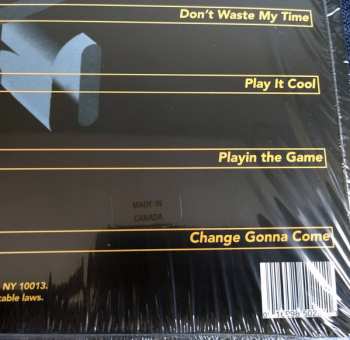 Don't Waste My Time
Play It Cool
Playin the Game
MADE IN
CANADA
Change Gonna Come
NY 10013.
table laws.